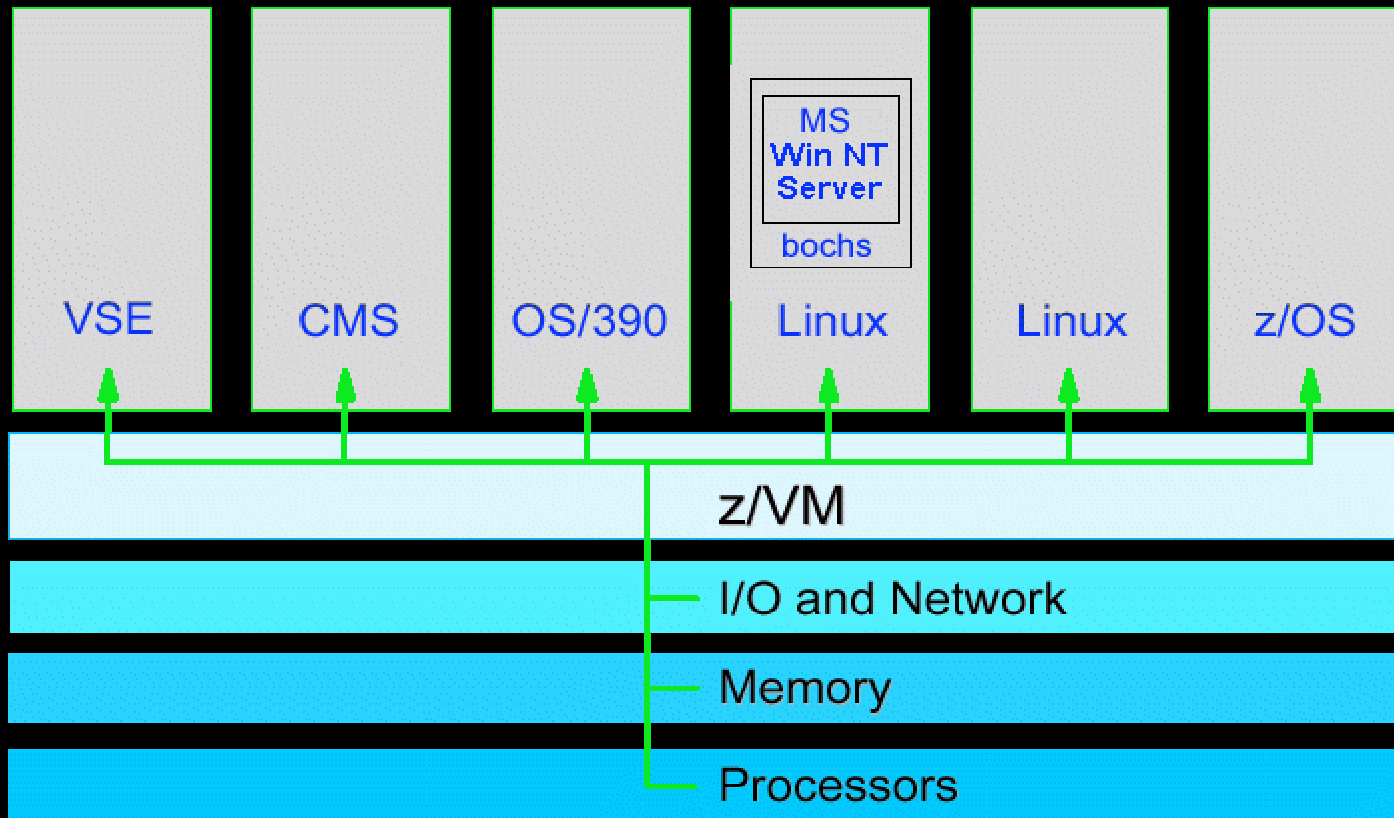 MS
Win NT
Server
bochs
VSE
CMS
OS/390
Linux
Linux
z/OS
z/VM
I/O and Network
Memory
Processors